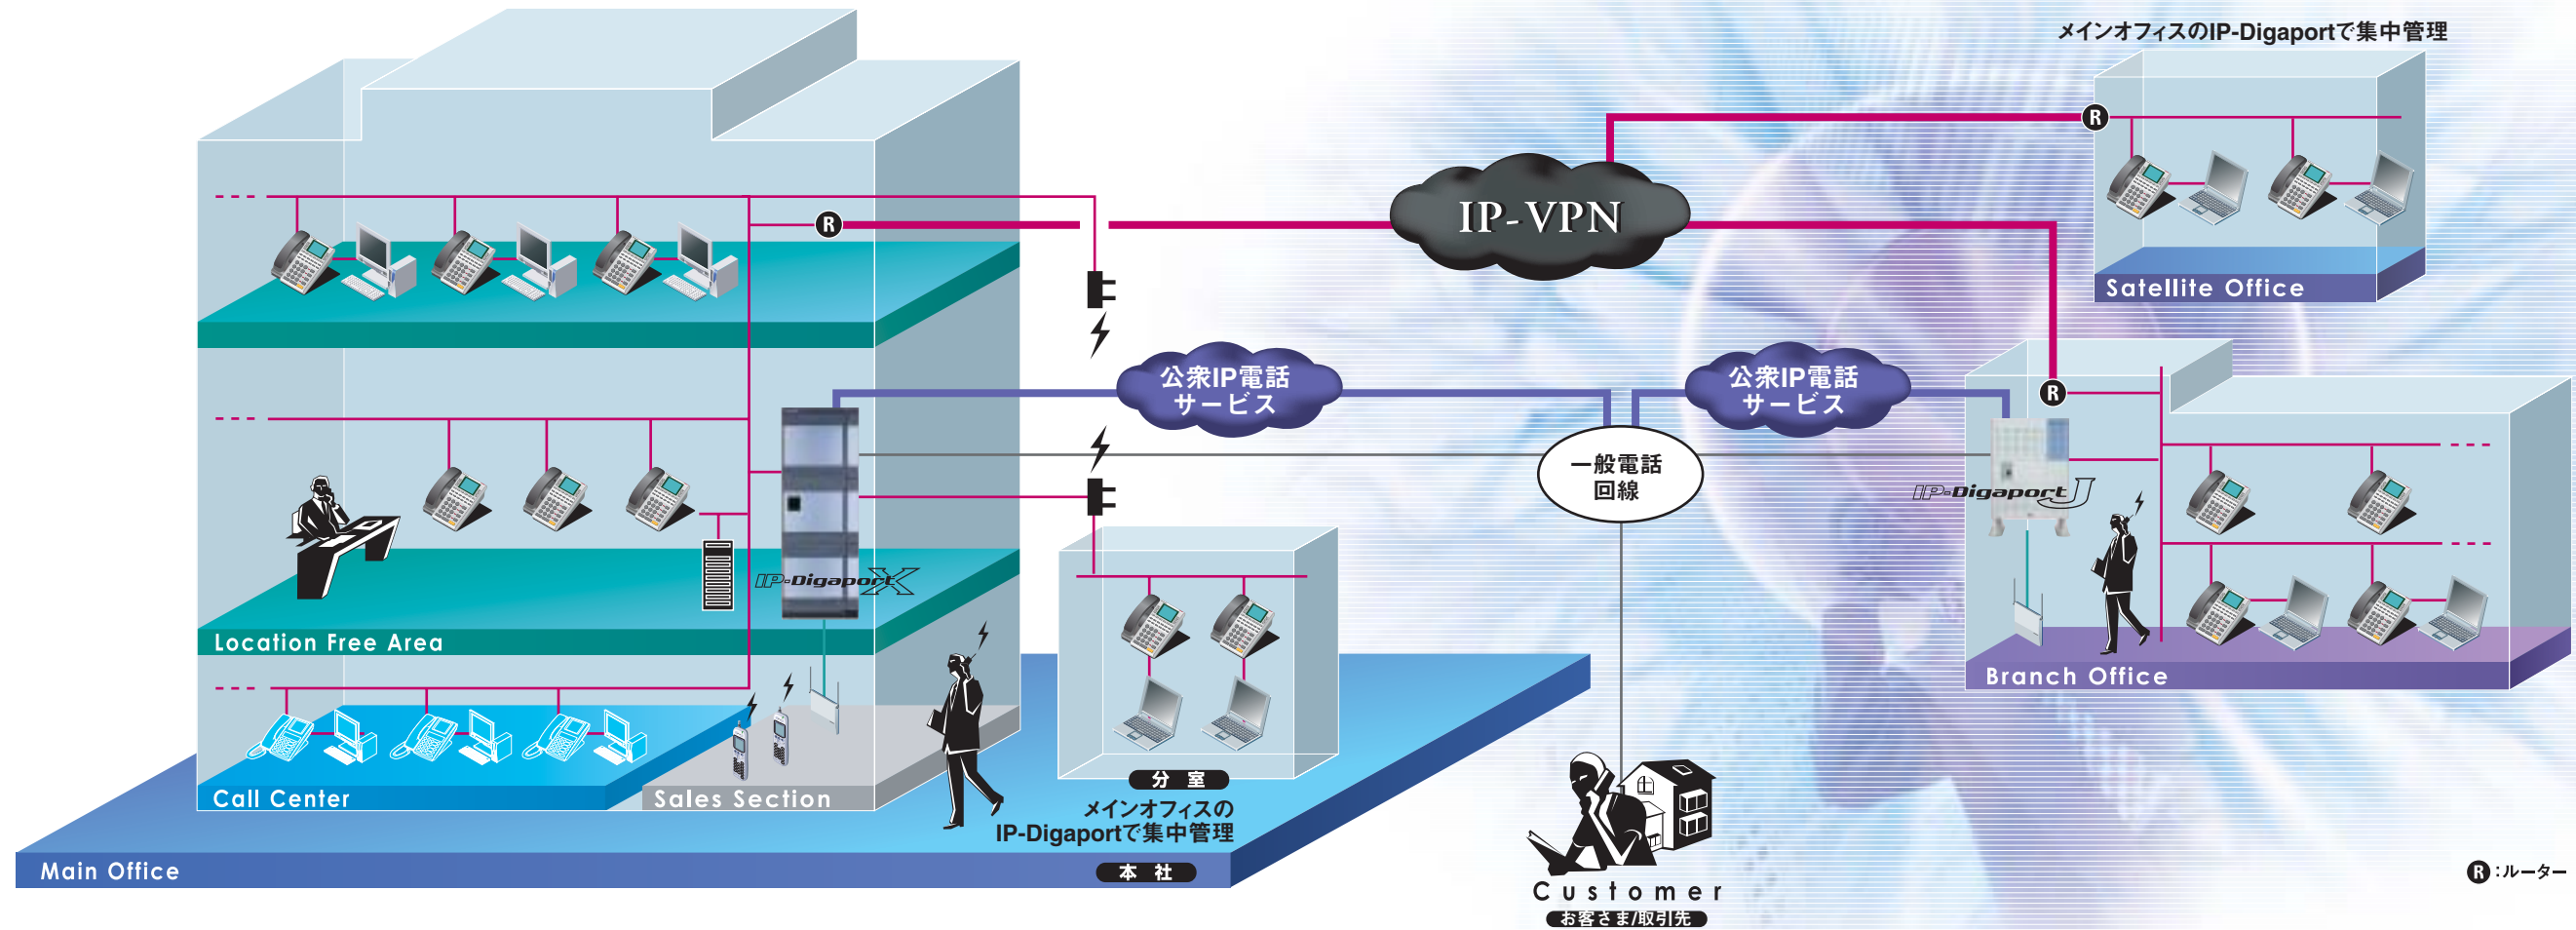 メインオフィスのIP-Digaportで集中管理
R
IP-VPN
R
Satellite Office
公衆IP電話
サービス
公衆IP電話
サービス
R
一般電話
回線
IP-Digaport J
IP-Digaport X
Location Free Area
Branch Office
Call Center
Sales Section
分 室
メインオフィスの
IP-Digaportで集中管理
Main Office
本 社
R:ルーター
Customer
お客さま/取引先